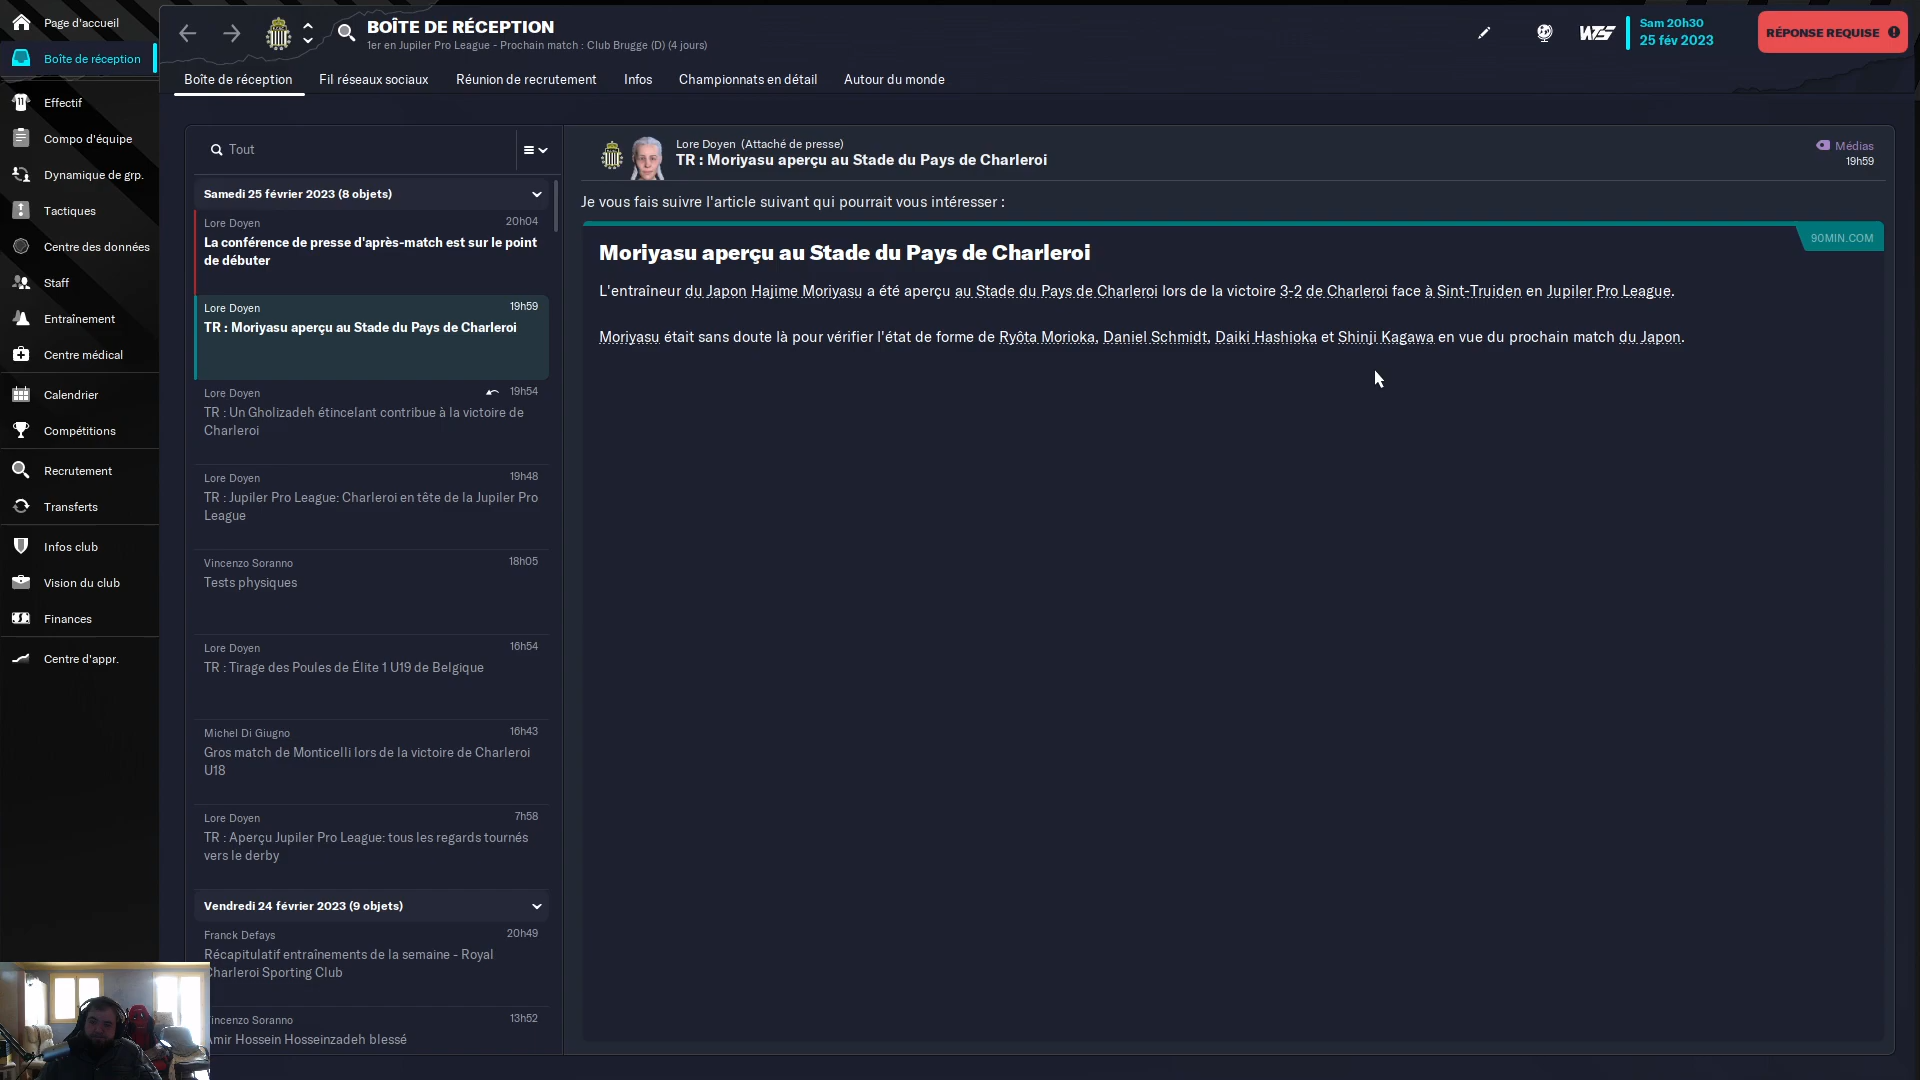 Page d'accueil
Boîte de réception
Effectif
Compo d'équipe
Dynamique de grp.
Tactiques
Centre des données
Staff
Entraînement
Centre médical
Calendrier
Compétitions
Recrutement
Transferts
Infos club
Vision du club
Finances
Centre d'appr.
BOÎTE DE RÉCEPTION
1er en Jupiler Pro League - Prochain match : Club Brugge (D) (4 jours)
Sam 20h30
25 fév 2023
RÉPONSE REQUISE
Boîte de réception
Fil réseaux sociaux
Réunion de recrutement
Infos
Championnats en détail
Autour du monde
Tout
Samedi 25 février 2023 (8 objets)
Lore Doyen 20h04
La conférence de presse d'après-match est sur le point
de débuter
Lore Doyen 19h59
TR : Moriyasu aperçu au Stade du Pays de Charleroi
Lore Doyen 19h54
TR : Un Gholizadeh étincelant contribue à la victoire de
Charleroi
Lore Doyen 19h48
TR : Jupiler Pro League: Charleroi en tête de la Jupiler Pro
League
Vincenzo Soranno 18h05
Tests physiques
Lore Doyen 16h54
TR : Tirage des Poules de Élite 1 U19 de Belgique
Michel Di Giugno 16h43
Gros match de Monticelli lors de la victoire de Charleroi
U18
Lore Doyen 7h58
TR : Aperçu Jupiler Pro League: tous les regards tournés
vers le derby
Vendredi 24 février 2023 (9 objets)
Franck Defays 20h49
Récapitulatif entraînements de la semaine - Royal
Charleroi Sporting Club
incenzo Soranno 13h52
mir Hossein Hosseinzadeh blessé
Lore Doyen (Attaché de presse)
TR : Moriyasu aperçu au Stade du Pays de Charleroi
Médias
19h59
Je vous fais suivre l'article suivant qui pourrait vous intéresser :
90MIN.COM
Moriyasu aperçu au Stade du Pays de Charleroi
L'entraîneur du Japon Hajime Moriyasu a été aperçu au Stade du Pays de Charleroi lors de la victoire 3-2 de Charleroi face à Sint-Truiden en Jupiler Pro League.
Moriyasu était sans doute là pour vérifier l'état de forme de Ryôta Morioka, Daniel Schmidt, Daiki Hashioka et Shinji Kagawa en vue du prochain match du Japon.